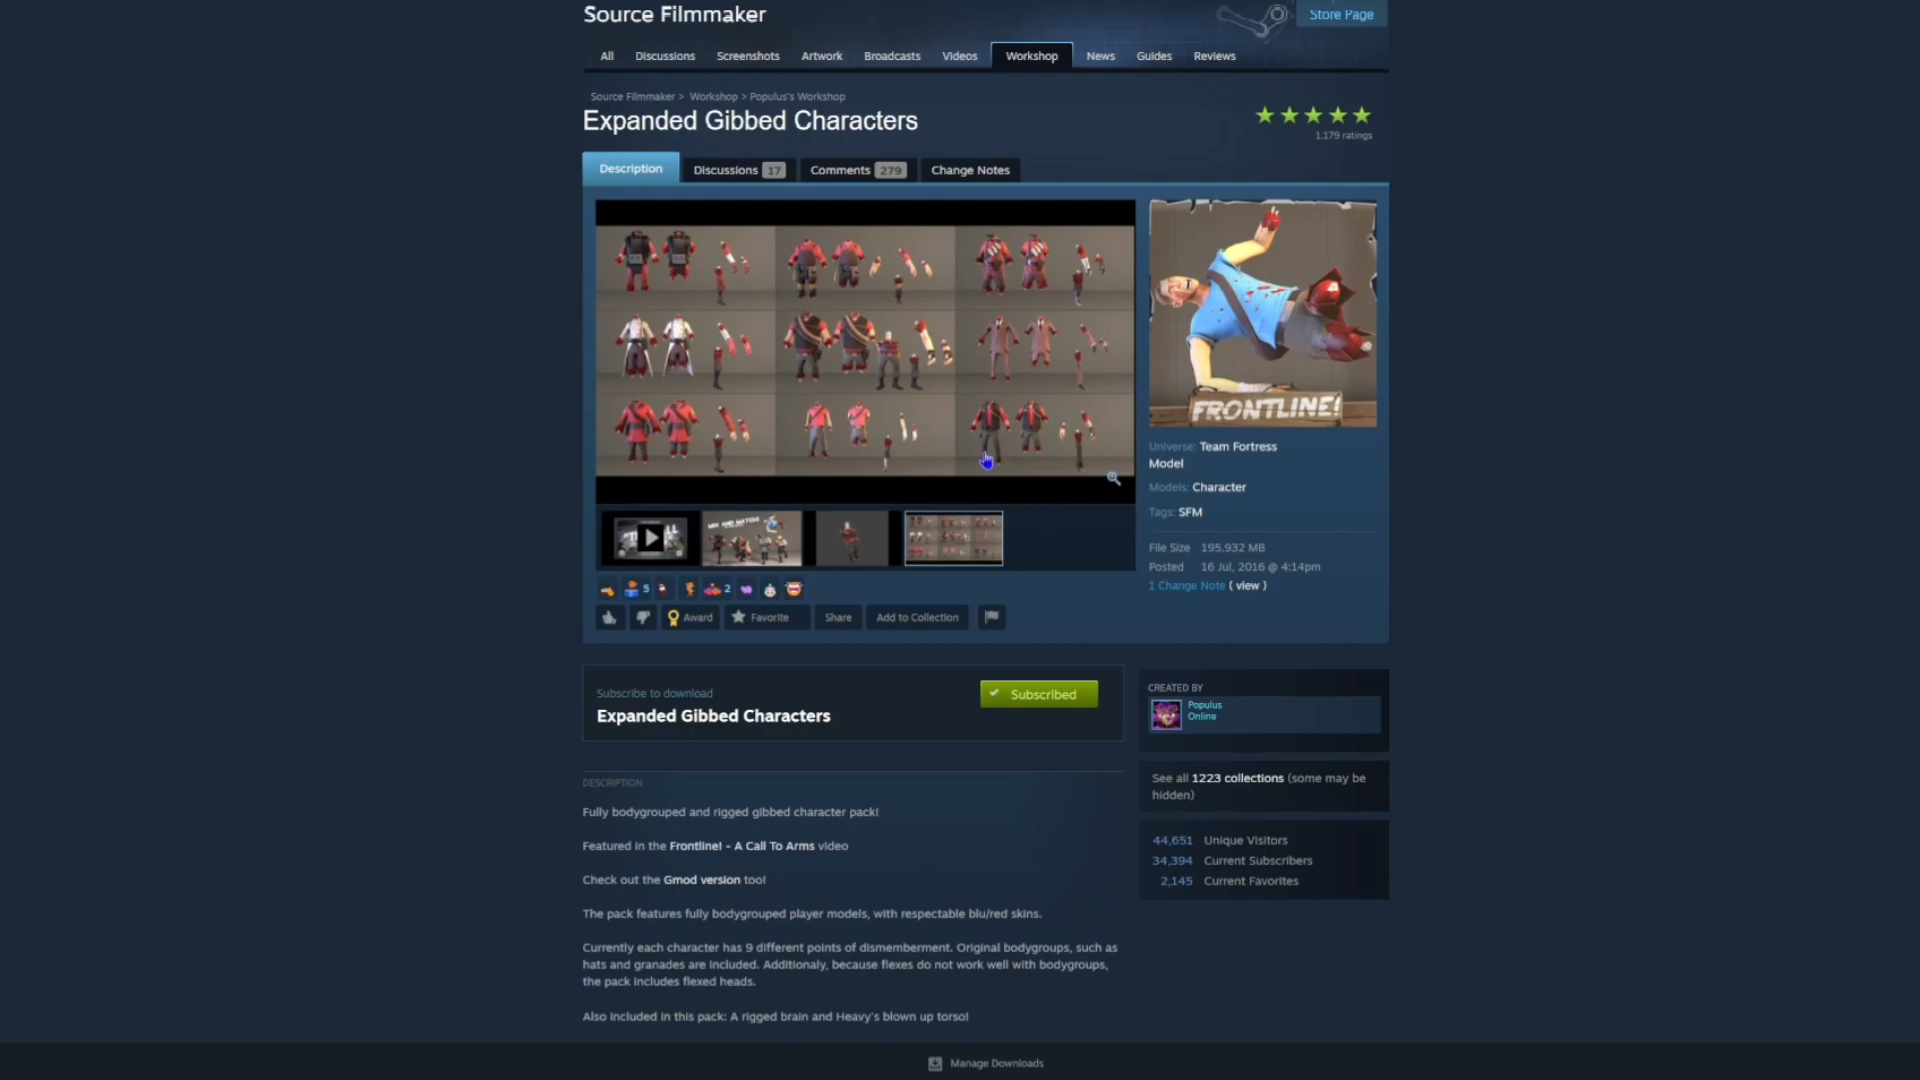 Source Filmmaker
Store Page
All Discussions Screenshots Artwork Broadcasts Videos Workshop News Guides Reviews
Source Filmmaker > Workshop > Populus's Workshop
Expanded Gibbed Characters
1,179 ratings
Description Discussions 17 Comments 279 Change Notes
FRONTLINE!
Universe: Team Fortress
Model
Models: Character
Tags: SFM
File Size 195.932 MB
Posted 16 Jul, 2016 @ 4:14pm
1 Change Note ( view )
MIX AND MATCH!
5 2
Award Favorite Share Add to Collection
Subscribe to download
Expanded Gibbed Characters
Subscribed
CREATED BY
Populus
Online
See all 1223 collections (some may be
hidden)
44,651 Unique Visitors
34,394 Current Subscribers
2,145 Current Favorites
DESCRIPTION
Fully bodygrouped and rigged gibbed character pack!
Featured in the Frontline! - A Call To Arms video
Check out the Gmod version too!
The pack features fully bodygrouped player models, with respectable blu/red skins.
Currently each character has 9 different points of dismemberment. Original bodygroups, such as
hats and granades are included. Additionaly, because flexes do not work well with bodygroups,
the pack includes flexed heads.
Also included in this pack: A rigged brain and Heavy's blown up torso!
Manage Downloads